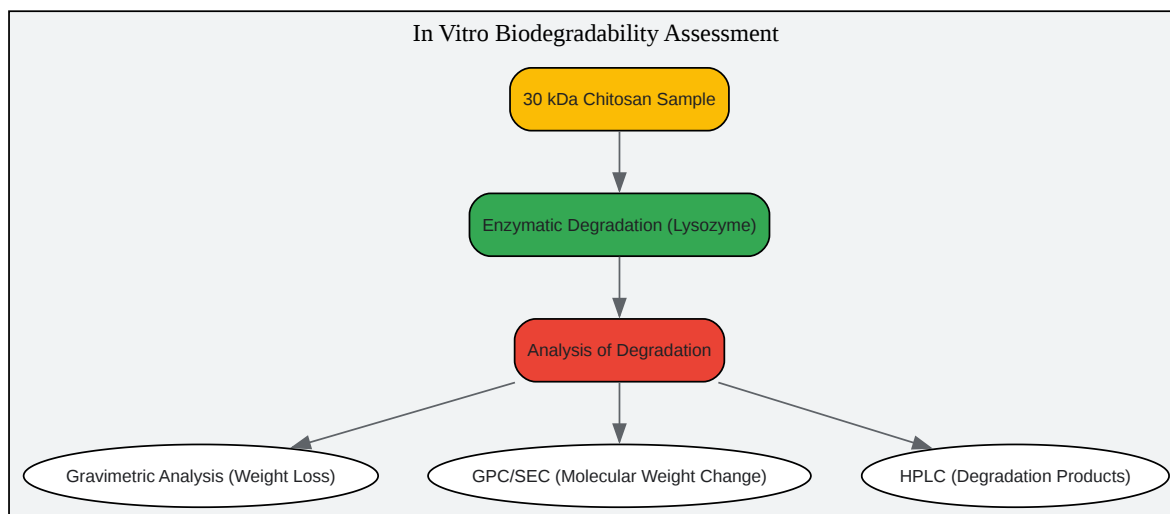 In Vitro Biodegradability Assessment
30 kDa Chitosan Sample
Enzymatic Degradation (Lysozyme)
Analysis of Degradation
Gravimetric Analysis (Weight Loss)
GPC/SEC (Molecular Weight Change)
HPLC (Degradation Products)